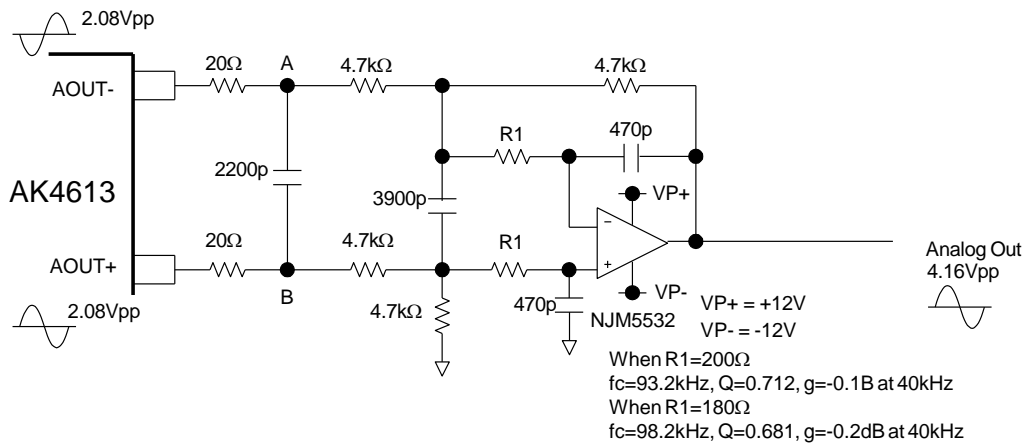 2.08Vpp
20Ω
A
4.7kΩ
4.7kΩ
AOUT-
R1
470p
2200p
VP+
AK4613
3900p
−
20Ω
4.7kΩ
R1
Analog Out
4.16Vpp
AOUT+
+
B
VP-
470p
2.08Vpp
4.7kΩ
NJM5532
VP+ = +12V
VP- = -12V
When R1=200Ω
fc=93.2kHz, Q=0.712, g=-0.1B at 40kHz
When R1=180Ω
fc=98.2kHz, Q=0.681, g=-0.2dB at 40kHz